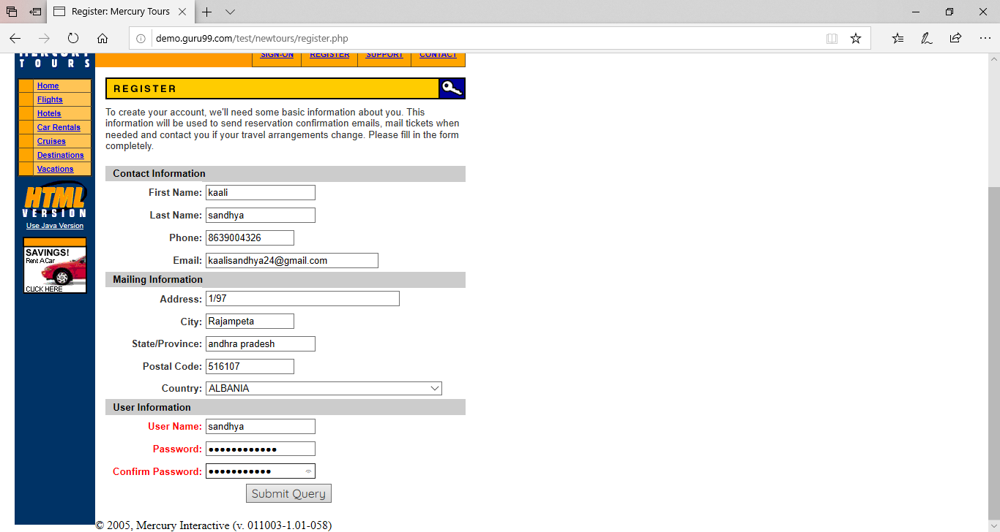 Register: Mercury Tours
demo.guru99.com/test/newtours/register.php
MERCURY
TOURS
SIGN-ON REGISTER SUPPORT CONTACT
Home
Flights
Hotels
Car Rentals
Cruises
Destinations
Vacations
HTML
VERSION
Use Java Version
SAVINGS!
Rent A Car
CLICK HERE
REGISTER
To create your account, we'll need some basic information about you. This
information will be used to send reservation confirmation emails, mail tickets when
needed and contact you if your travel arrangements change. Please fill in the form
completely.
Contact Information
First Name: kaali
Last Name: sandhya
Phone: 8639004326
Email: kaalisandhya24@gmail.com
Mailing Information
Address: 1/97
City: Rajampeta
State/Province: andhra pradesh
Postal Code: 516107
Country: ALBANIA
User Information
User Name: sandhya
Password: ••••••••••••
Confirm Password: •••••••••••
Submit Query
© 2005, Mercury Interactive (v. 011003-1.01-058)